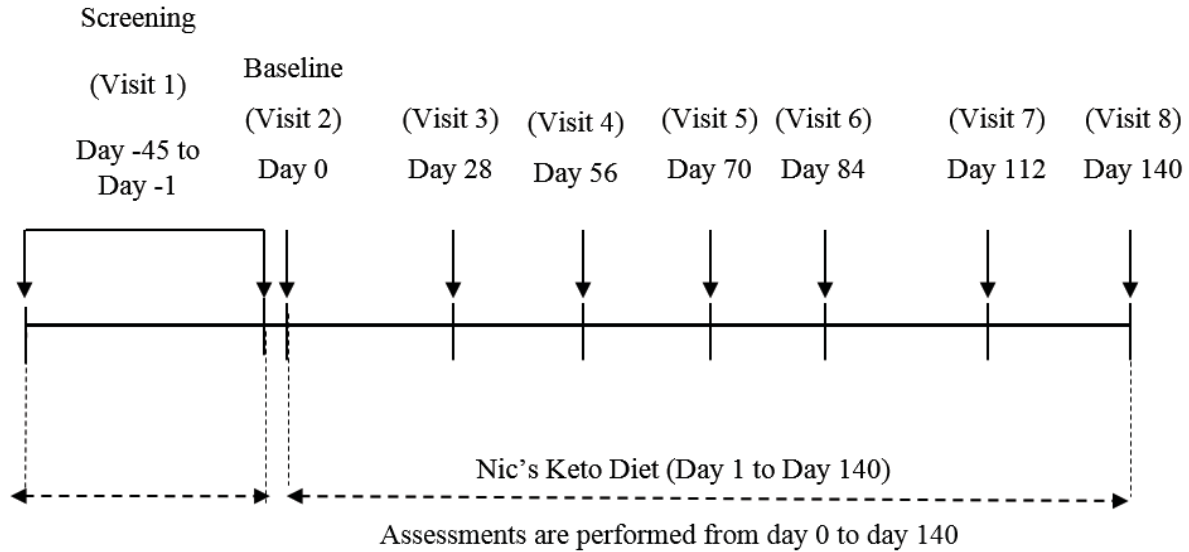 Screening
(Visit 1)
Day -45 to
Day -1
Baseline
(Visit 2)
Day 0
(Visit 3)
Day 28
(Visit 4)
Day 56
(Visit 5)
Day 70
(Visit 6)
Day 84
(Visit 7)
Day 112
(Visit 8)
Day 140
Nic’s Keto Diet (Day 1 to Day 140)
Assessments are performed from day 0 to day 140